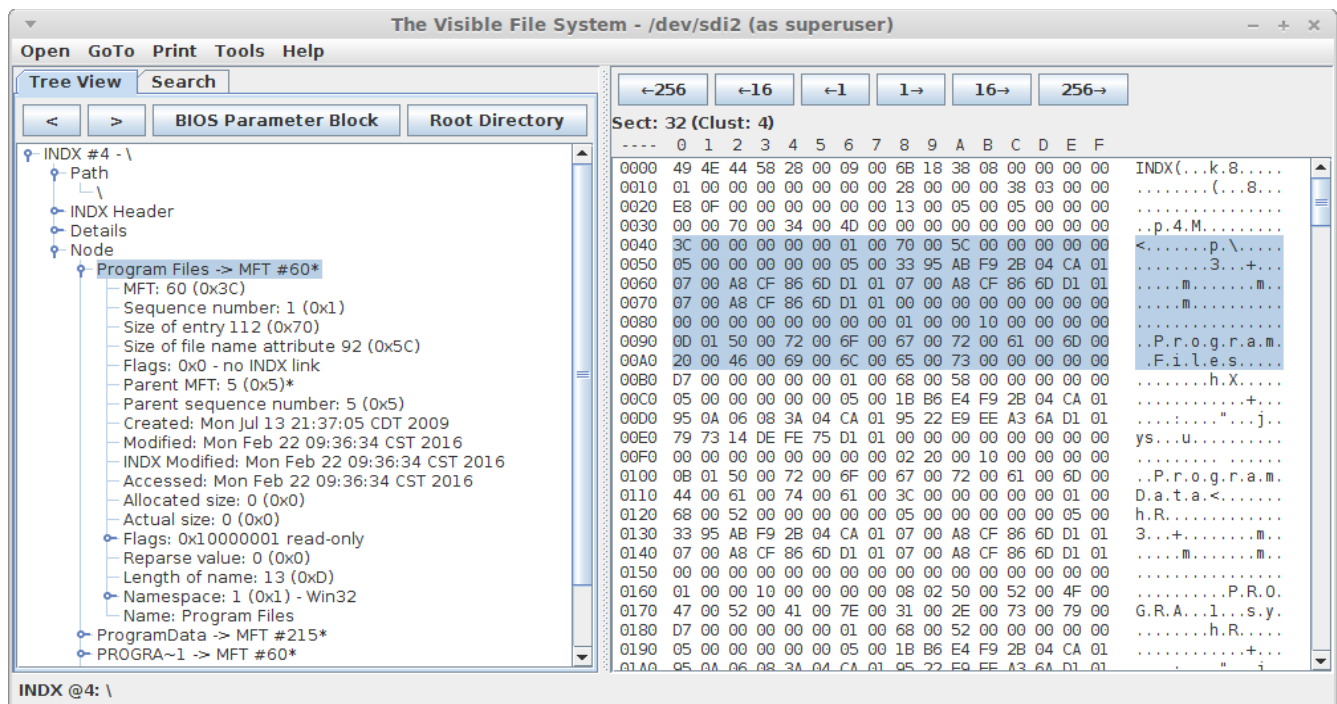 The Visible File System - /dev/sdi2 (as superuser)
Open GoTo Print Tools Help
Tree View Search
< > BIOS Parameter Block Root Directory
INDX #4 - \
Path
\
INDX Header
Details
Node
Program Files -> MFT #60*
MFT: 60 (0x3C)
Sequence number: 1 (0x1)
Size of entry 112 (0x70)
Size of file name attribute 92 (0x5C)
Flags: 0x0 - no INDX link
Parent MFT: 5 (0x5)*
Parent sequence number: 5 (0x5)
Created: Mon Jul 13 21:37:05 CDT 2009
Modified: Mon Feb 22 09:36:34 CST 2016
INDX Modified: Mon Feb 22 09:36:34 CST 2016
Accessed: Mon Feb 22 09:36:34 CST 2016
Allocated size: 0 (0x0)
Actual size: 0 (0x0)
Flags: 0x10000001 read-only
Reparse value: 0 (0x0)
Length of name: 13 (0xD)
Namespace: 1 (0x1) - Win32
Name: Program Files
ProgramData -> MFT #215*
PROGRA~1 -> MFT #60*
←256 ←16 ←1 1→ 16→ 256→
Sect: 32 (Clust: 4)
---- 0 1 2 3 4 5 6 7 8 9 A B C D E F
0000 49 4E 44 58 28 00 09 00 6B 18 38 08 00 00 00 00 INDX(...k.8.....
0010 01 00 00 00 00 00 00 00 28 00 00 00 38 03 00 00 ........(...8...
0020 E8 0F 00 00 00 00 00 00 13 00 05 00 05 00 00 00 ................
0030 00 00 70 00 34 00 4D 00 00 00 00 00 00 00 00 00 ..p.4.M.........
0040 3C 00 00 00 00 00 01 00 70 00 5C 00 00 00 00 00 <.......p.\.....
0050 05 00 00 00 00 00 05 00 33 95 AB F9 2B 04 CA 01 ........3...+...
0060 07 00 A8 CF 86 6D D1 01 07 00 A8 CF 86 6D D1 01 .....m.......m..
0070 07 00 A8 CF 86 6D D1 01 00 00 00 00 00 00 00 00 .....m..........
0080 00 00 00 00 00 00 00 00 01 00 00 10 00 00 00 00 ................
0090 0D 01 50 00 72 00 6F 00 67 00 72 00 61 00 6D 00 ..P.r.o.g.r.a.m.
00A0 20 00 46 00 69 00 6C 00 65 00 73 00 00 00 00 00 .F.i.l.e.s.....
00B0 D7 00 00 00 00 00 01 00 68 00 58 00 00 00 00 00 ........h.X.....
00C0 05 00 00 00 00 00 05 00 1B B6 E4 F9 2B 04 CA 01 ............+...
00D0 95 0A 06 08 3A 04 CA 01 95 22 E9 EE A3 6A D1 01 ....:...."...j..
00E0 79 73 14 DE FE 75 D1 01 00 00 00 00 00 00 00 00 ys...u..........
00F0 00 00 00 00 00 00 00 00 02 20 00 10 00 00 00 00 ......... ......
0100 0B 01 50 00 72 00 6F 00 67 00 72 00 61 00 6D 00 ..P.r.o.g.r.a.m.
0110 44 00 61 00 74 00 61 00 3C 00 00 00 00 00 01 00 D.a.t.a.<.......
0120 68 00 52 00 00 00 00 00 05 00 00 00 00 00 05 00 h.R.............
0130 33 95 AB F9 2B 04 CA 01 07 00 A8 CF 86 6D D1 01 3...+........m..
0140 07 00 A8 CF 86 6D D1 01 07 00 A8 CF 86 6D D1 01 .....m.......m..
0150 00 00 00 00 00 00 00 00 00 00 00 00 00 00 00 00 ................
0160 01 00 00 10 00 00 00 00 08 02 50 00 52 00 4F 00 ..........P.R.O.
0170 47 00 52 00 41 00 7E 00 31 00 2E 00 73 00 79 00 G.R.A...1...s.y.
0180 D7 00 00 00 00 00 01 00 68 00 52 00 00 00 00 00 ........h.R.....
0190 05 00 00 00 00 00 05 00 1B B6 E4 F9 2B 04 CA 01 ............+...
01A0 95 0A 06 08 3A 04 CA 01 95 22 E9 EE A3 6A D1 01
INDX @4: \